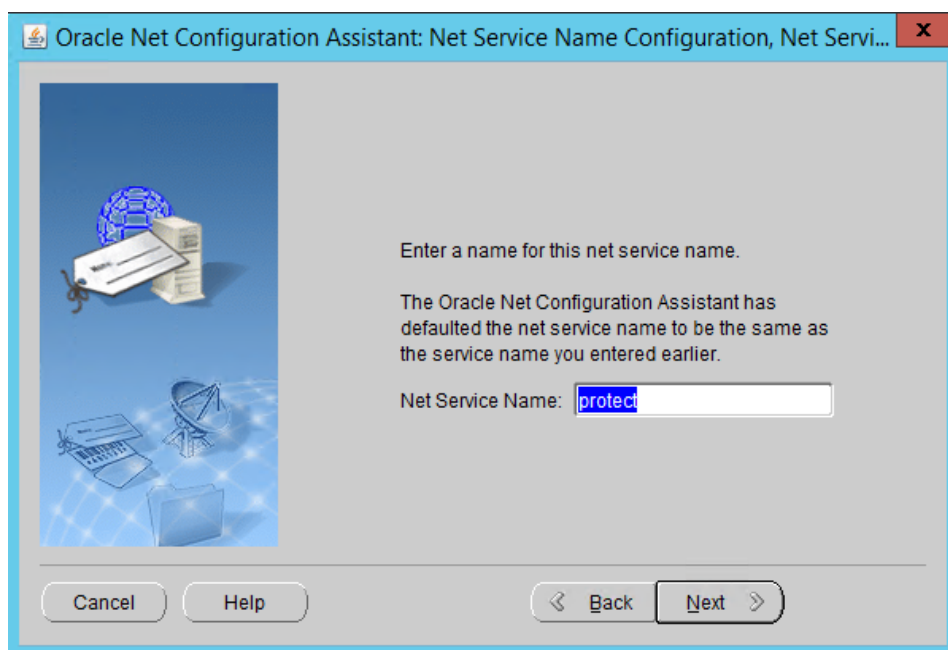 Oracle Net Configuration Assistant: Net Service Name Configuration, Net Servi...
Enter a name for this net service name.
The Oracle Net Configuration Assistant has
defaulted the net service name to be the same as
the service name you entered earlier.
Net Service Name: protect
Cancel Help Back Next